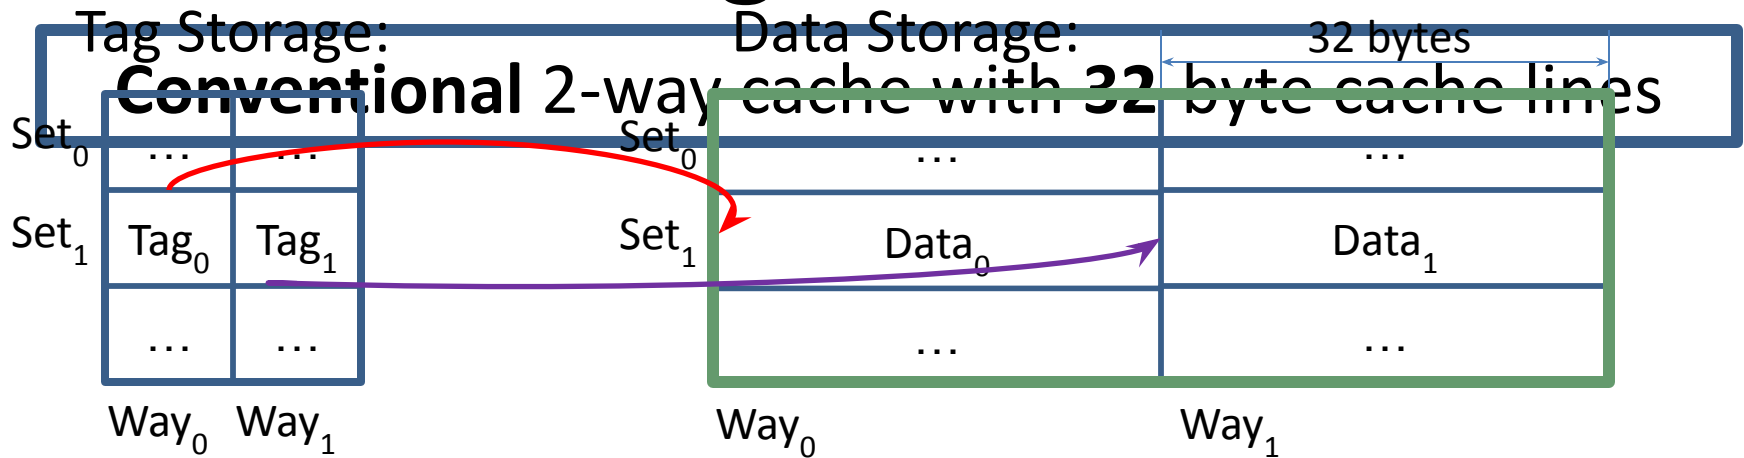 Tag Storage: Data Storage: 32 bytes
Conventional 2-way cache with 32 byte cache lines
Set0 … … Set0 … …
Set1 Tag0 Tag1 Set1 Data0 Data1
… … … …
Way0 Way1 Way0 Way1